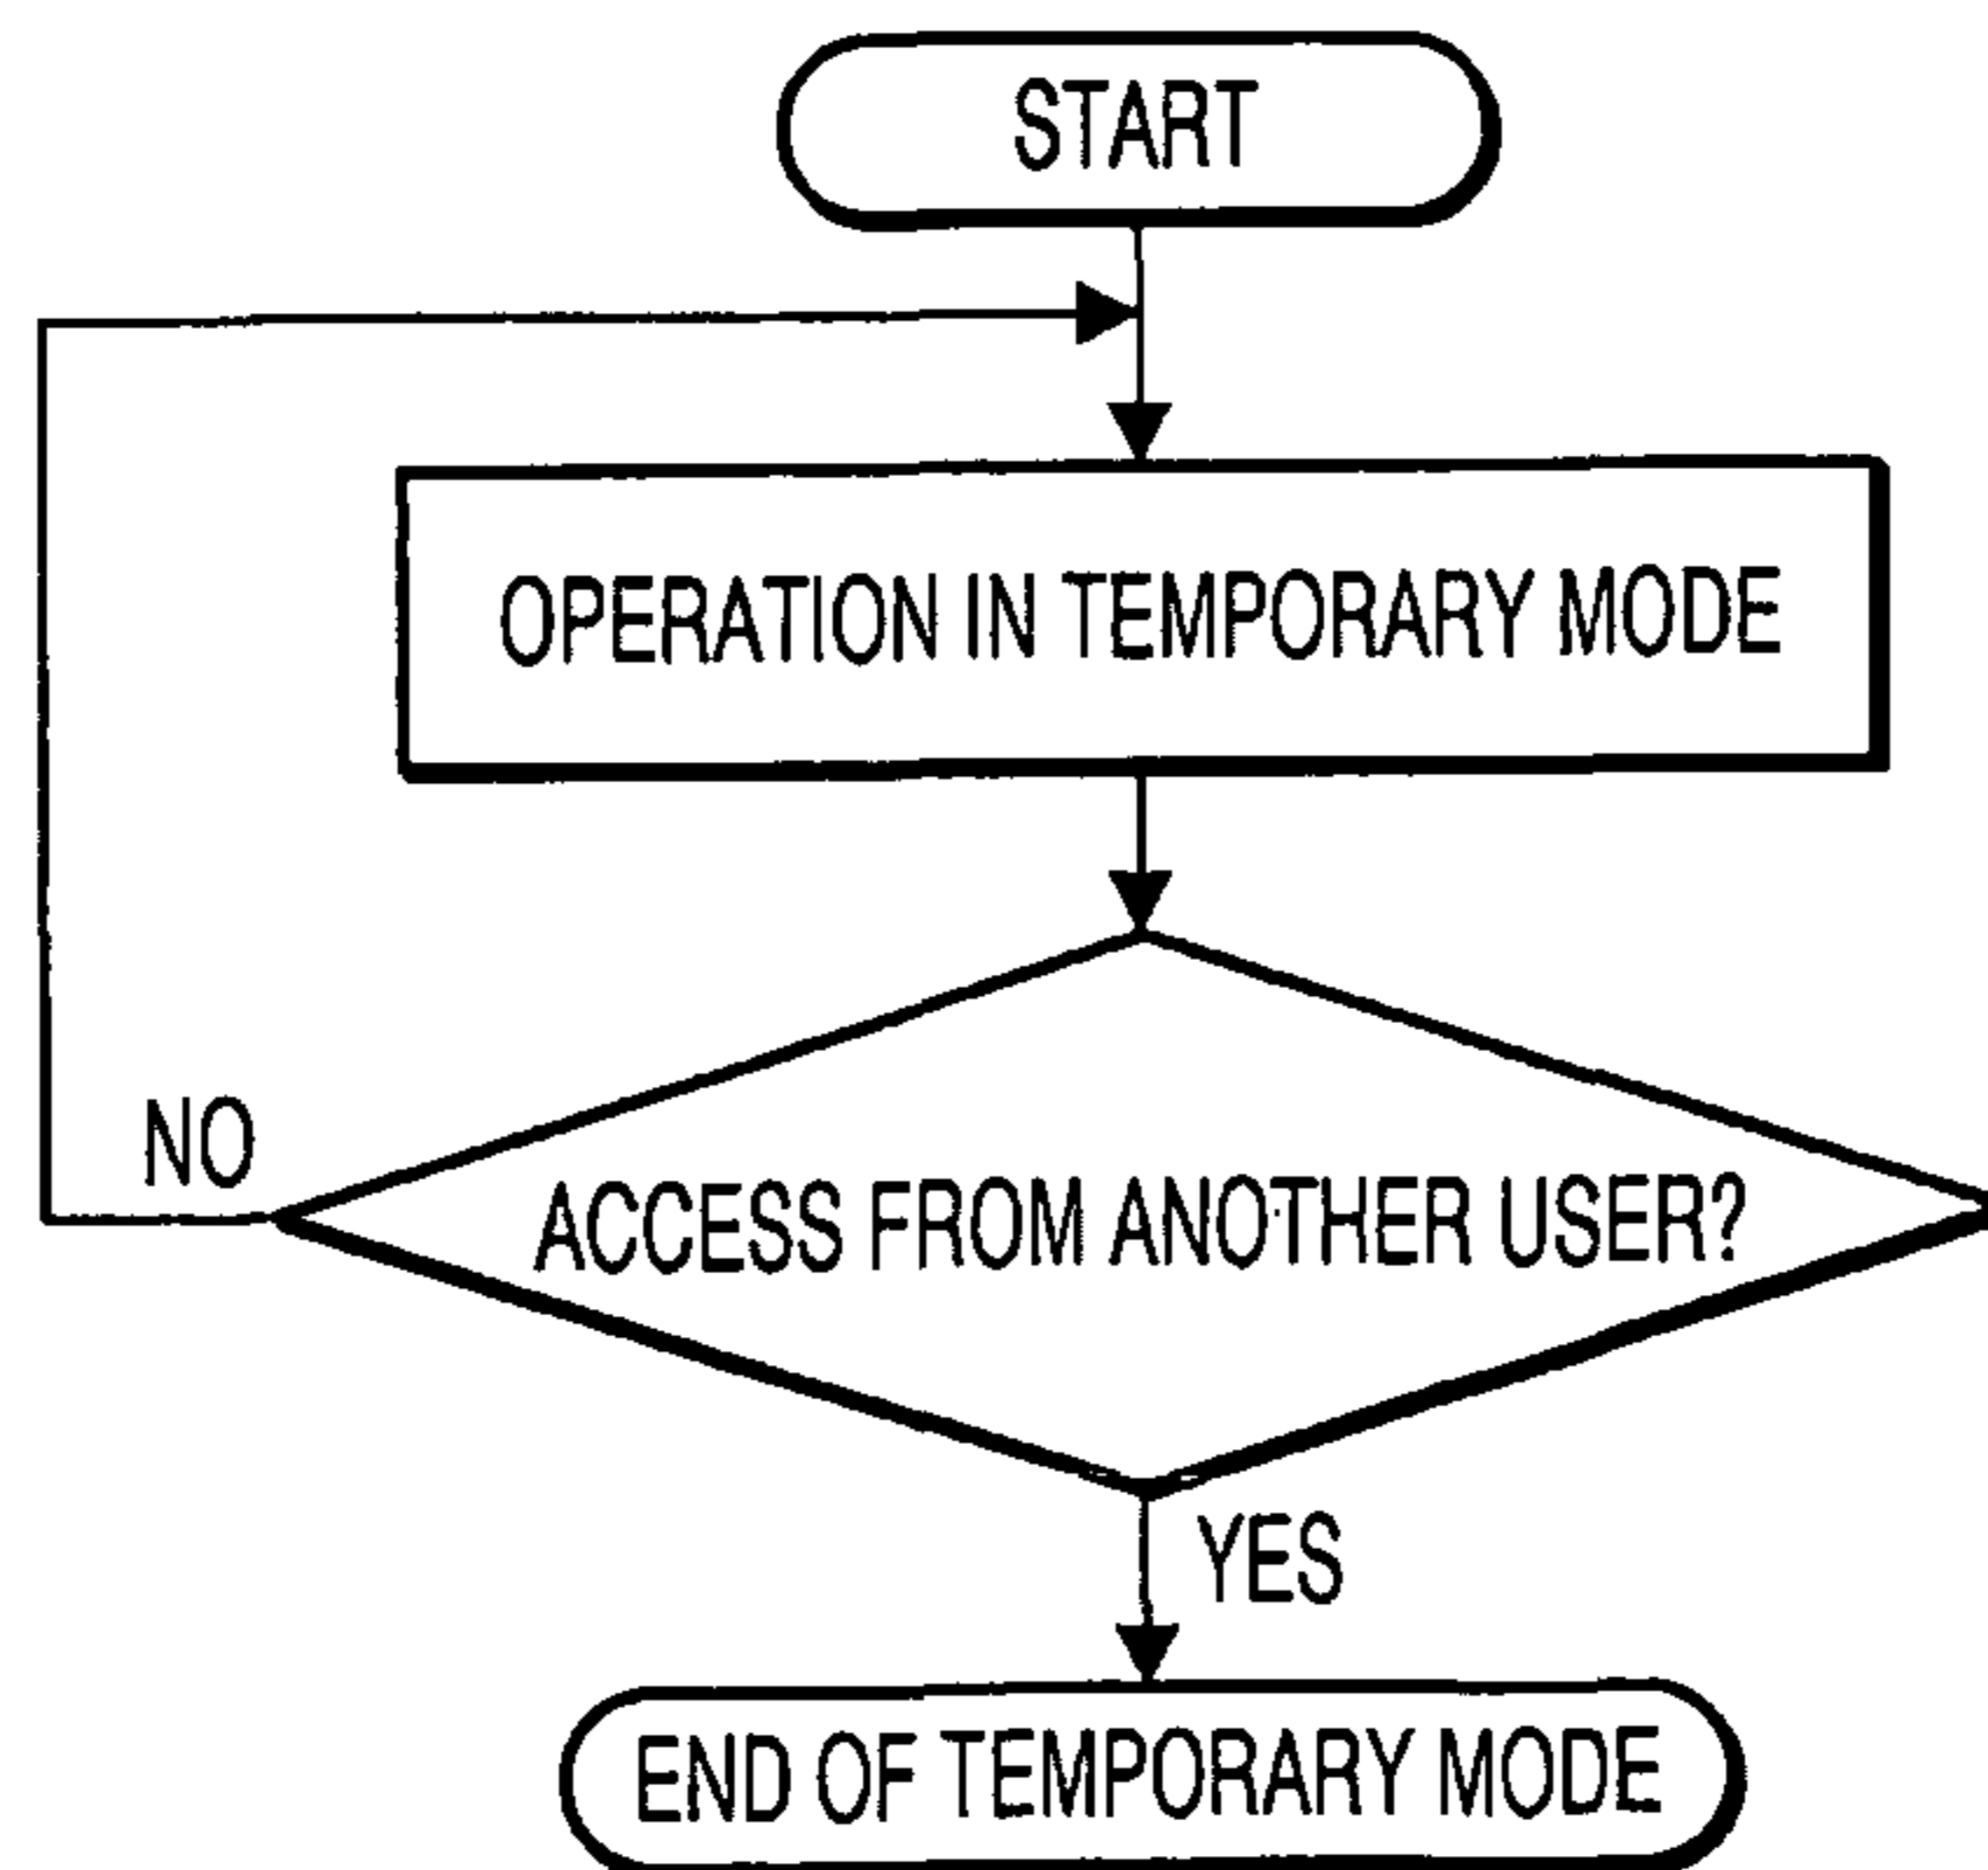 START
OPERATION IN TEMPORARY MODE
ACCESS FROM ANOTHER USER?
NO
YES
END OF TEMPORARY MODE